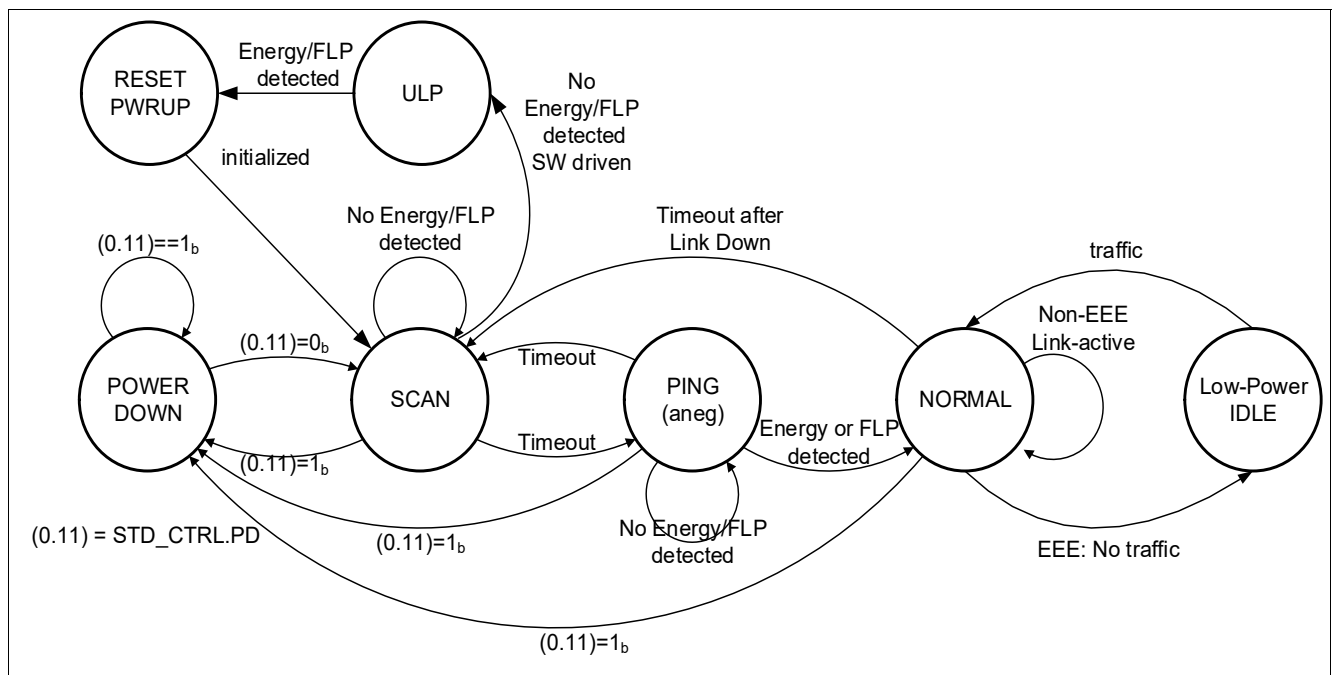 Energy/FLP
detected
RESET
PWRUP
ULP
No
Energy/FLP
detected
SW driven
initialized
No Energy/FLP
detected
Timeout after
Link Down
(0.11)==1b
traffic
Non-EEE
Link-active
(0.11)=0b
Timeout
POWER
DOWN
SCAN
PING
(aneg)
NORMAL
Low-Power
IDLE
Energy or FLP
detected
Timeout
(0.11)=1b
No Energy/FLP
detected
(0.11) = STD_CTRL.PD
(0.11)=1b
EEE: No traffic
(0.11)=1b